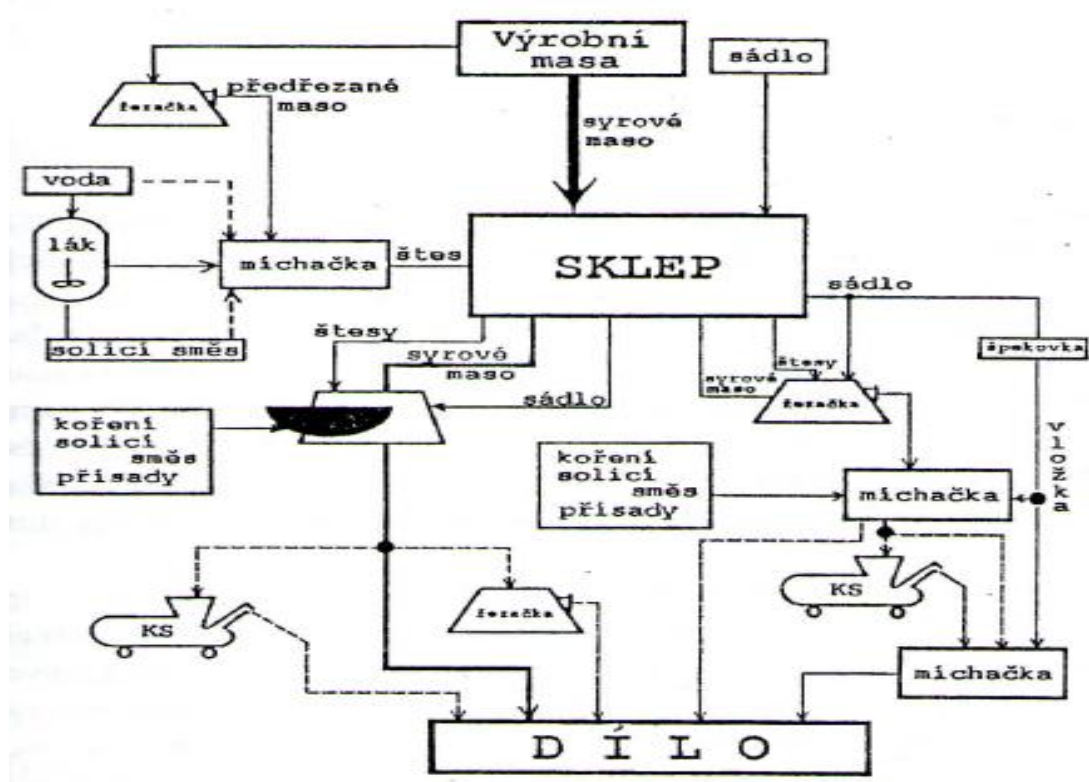 Výrobní
masa
sádlo
řezačka
předřezané
maso
syrové
maso
voda
lák
míchačka
štes
SKLEP
sádlo
solicí směs
štesy
syrové
maso
sádlo
syrové
maso
štesy
řezačka
špekovka
vložka
koření
solicí
směs
přísady
koření
solicí
směs
přísady
míchačka
KS
řezačka
KS
míchačka
DÍLO